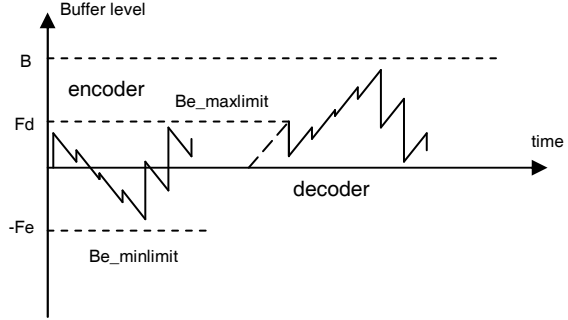 Buffer level
B
encoder
Be_maxlimit
Fd
time
decoder
-Fe
Be_minlimit